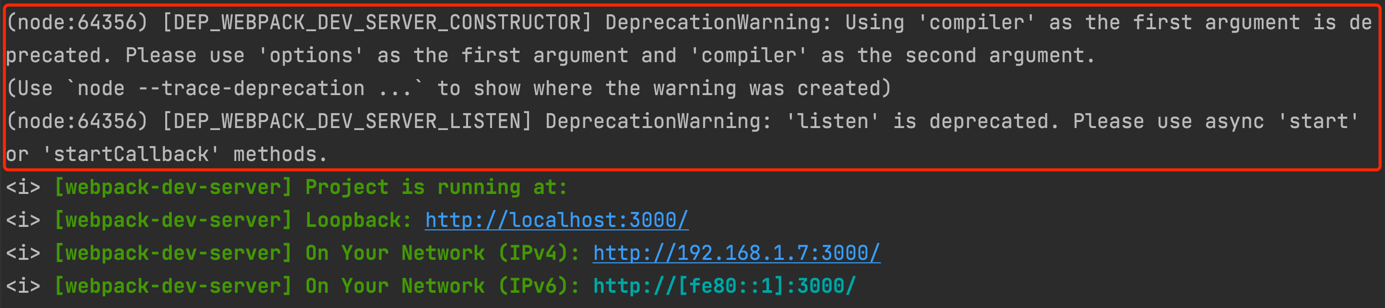 (node:64356) [DEP_WEBPACK_DEV_SERVER_CONSTRUCTOR] DeprecationWarning: Using 'compiler' as the first argument is de
precated. Please use 'options' as the first argument and 'compiler' as the second argument.
(Use `node --trace-deprecation ...` to show where the warning was created)
(node:64356) [DEP_WEBPACK_DEV_SERVER_LISTEN] DeprecationWarning: 'listen' is deprecated. Please use async 'start'
or 'startCallback' methods.
<i> [webpack-dev-server] Project is running at:
<i> [webpack-dev-server] Loopback: http://localhost:3000/
<i> [webpack-dev-server] On Your Network (IPv4): http://192.168.1.7:3000/
<i> [webpack-dev-server] On Your Network (IPv6): http://[fe80::1]:3000/